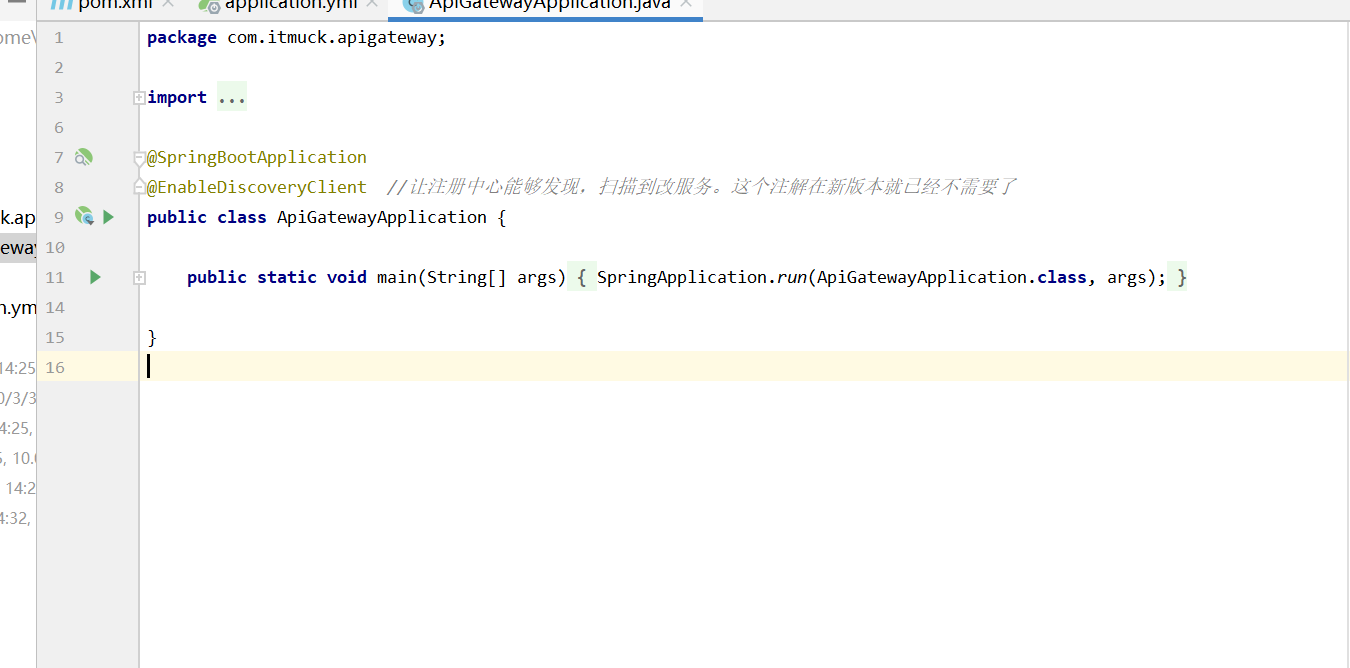 pom.xml application.yml ApiGatewayApplication.java
1 package com.itmuck.apigateway;
2
3 import ...
6
7 @SpringBootApplication
8 @EnableDiscoveryClient //让注册中心能够发现，扫描到改服务。这个注解在新版本就已经不需要了
k.ap 9 public class ApiGatewayApplication {
10
11 public static void main(String[] args) { SpringApplication.run(ApiGatewayApplication.class, args); }
n.ym 14
15 }
14:25 16
0/3/3
4:25,
, 10.
14:2
4:32,